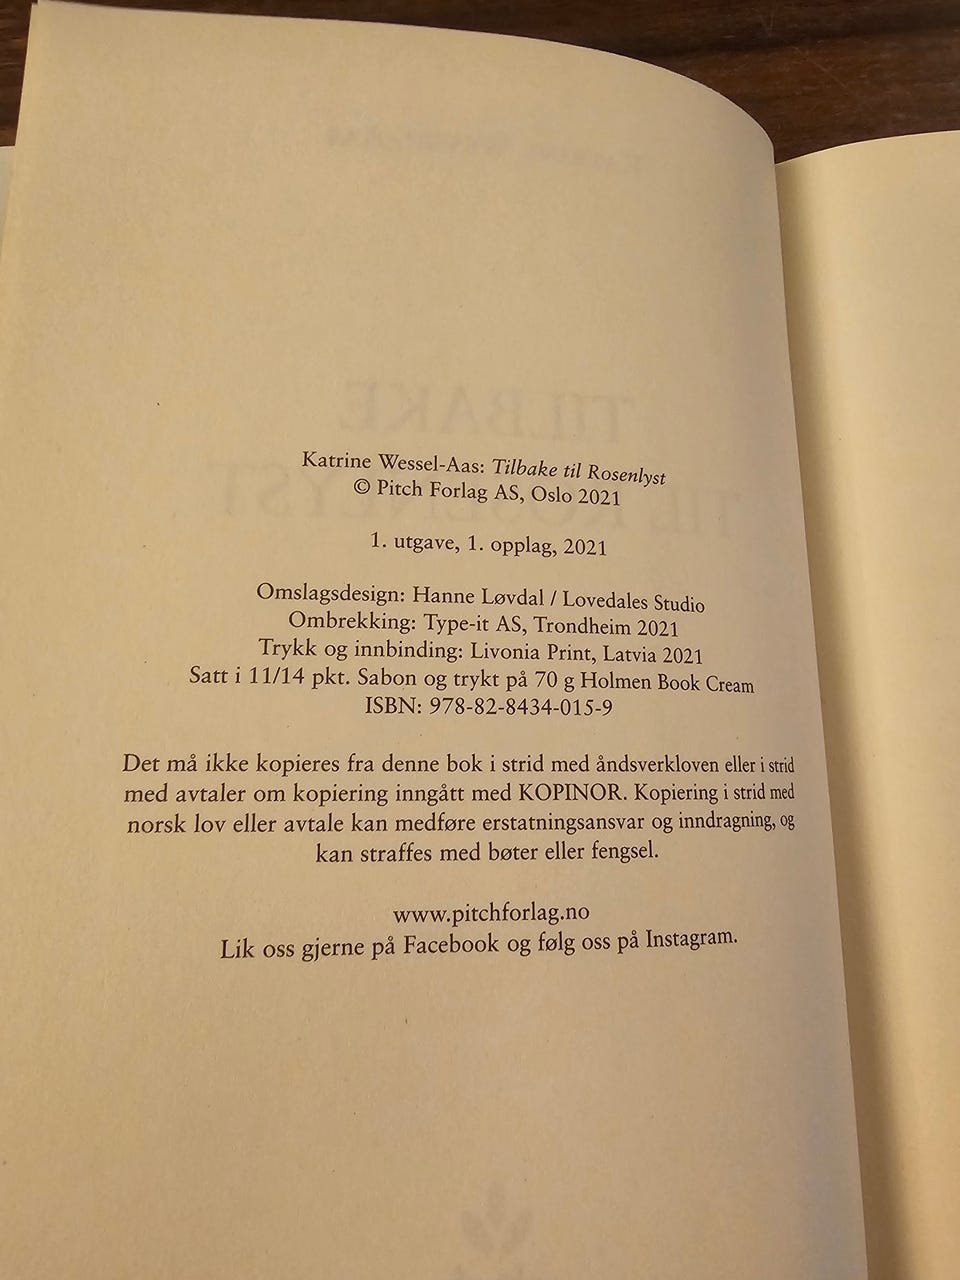 Katrine Wessel-Aas: Tilbake til Rosenlyst
© Pitch Forlag AS, Oslo 2021
1. utgave, 1. opplag, 2021
Omslagsdesign: Hanne Løvdal / Lovedales Studio
Ombrekking: Type-it AS, Trondheim 2021
Trykk og innbinding: Livonia Print, Latvia 2021
Satt i 11/14 pkt. Sabon og trykt på 70 g Holmen Book Cream
ISBN: 978-82-8434-015-9
Det må ikke kopieres fra denne bok i strid med åndsverkloven eller i strid
med avtaler om kopiering inngått med KOPINOR. Kopiering i strid med
norsk lov eller avtale kan medføre erstatningsansvar og inndragning, og
kan straffes med bøter eller fengsel.
www.pitchforlag.no
Lik oss gjerne på Facebook og følg oss på Instagram.